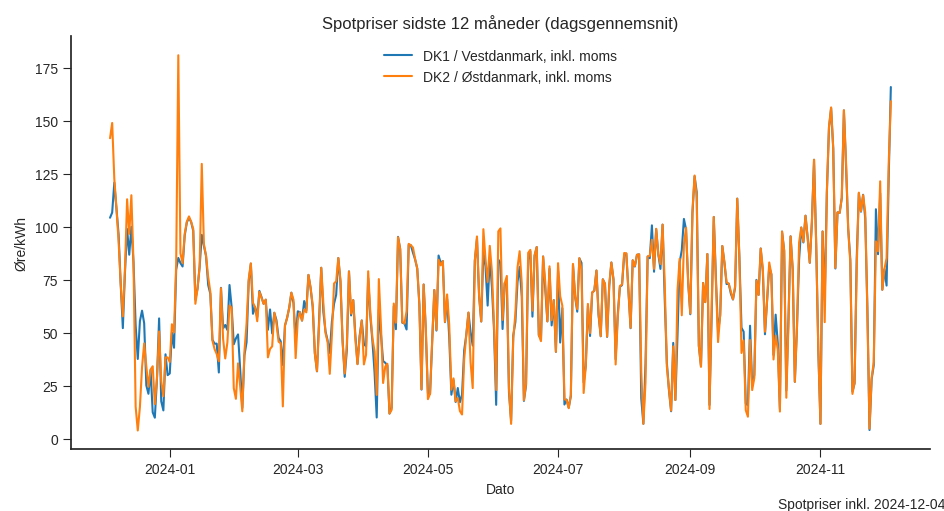 Spotpriser sidste 12 måneder (dagsgennemsnit)
DK1 / Vestdanmark, inkl. moms
DK2 / Østdanmark, inkl. moms
Øre/kWh
175
150
125
100
75
50
25
0
2024-01
2024-03
2024-05
2024-07
2024-09
2024-11
Dato
Spotpriser inkl. 2024-12-04